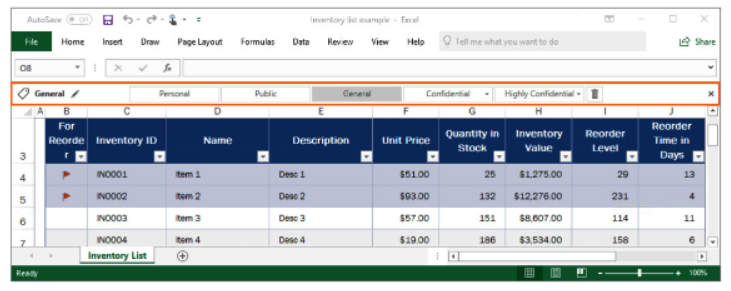 AutoSave Off Inventory list example - Excel
File Home Insert Draw Page Layout Formulas Data Review View Help Tell me what you want to do Share
O8 fx
General Personal Public General Confidential Highly Confidential
A B C D E F G H I J
3 For Reorder Inventory ID Name Description Unit Price Quantity in Stock Inventory Value Reorder Level Reorder Time in Days
4 IN0001 Item 1 Desc 1 $51.00 25 $1,275.00 29 13
5 IN0002 Item 2 Desc 2 $93.00 132 $12,276.00 231 4
6 IN0003 Item 3 Desc 3 $57.00 151 $8,607.00 114 11
7 IN0004 Item 4 Desc 4 $19.00 186 $3,534.00 158 6
Inventory List
Ready 100%